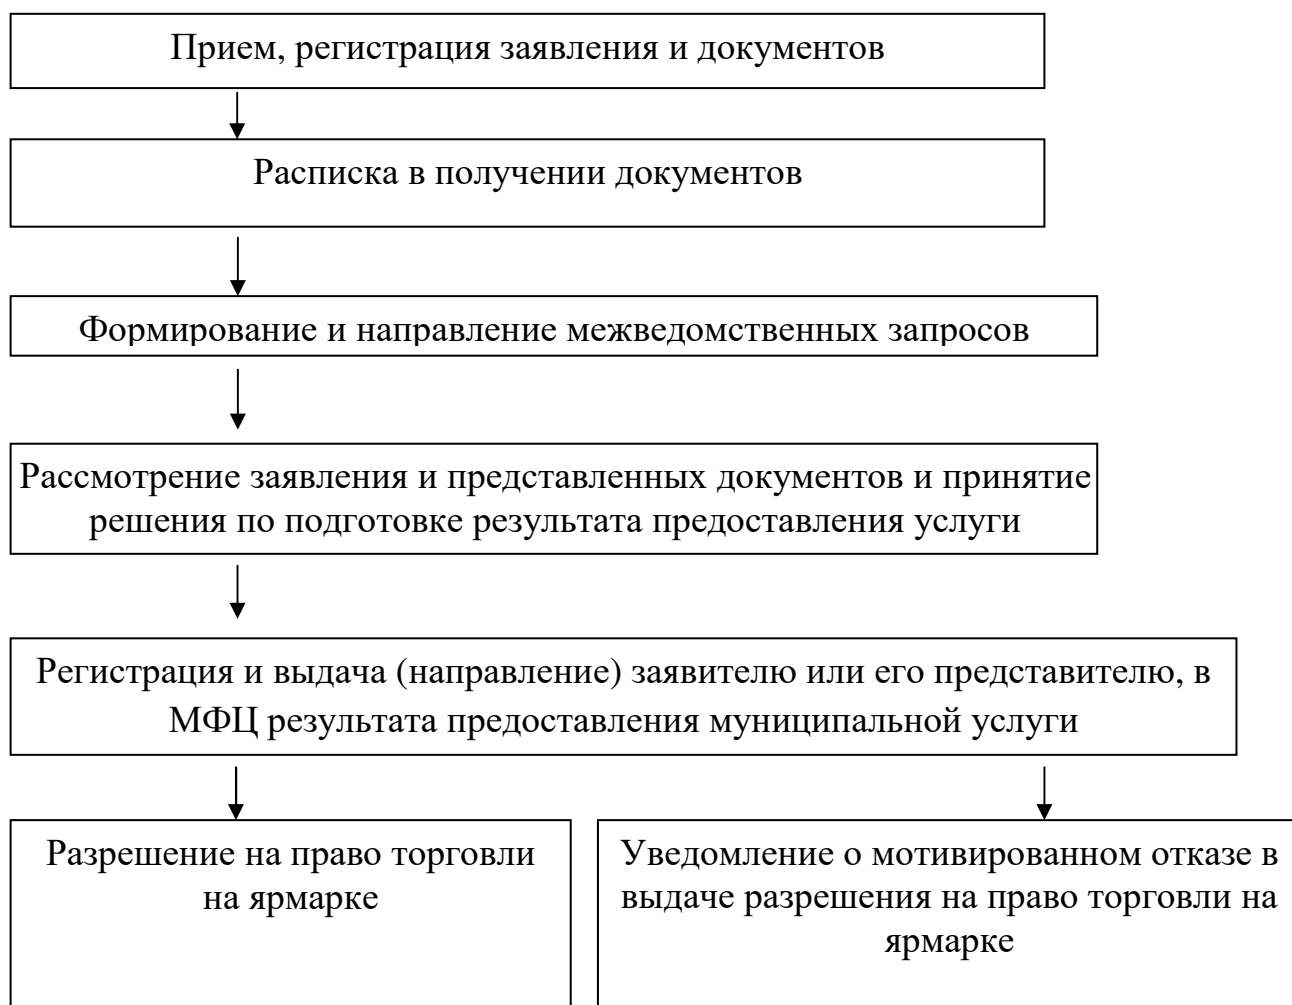 Прием, регистрация заявления и документов
Расписка в получении документов
Формирование и направление межведомственных запросов
Рассмотрение заявления и представленных документов и принятие
решения по подготовке результата предоставления услуги
Регистрация и выдача (направление) заявителю или его представителю, в
МФЦ результата предоставления муниципальной услуги
Разрешение на право торговли
на ярмарке
Уведомление о мотивированном отказе в
выдаче разрешения на право торговли на
ярмарке